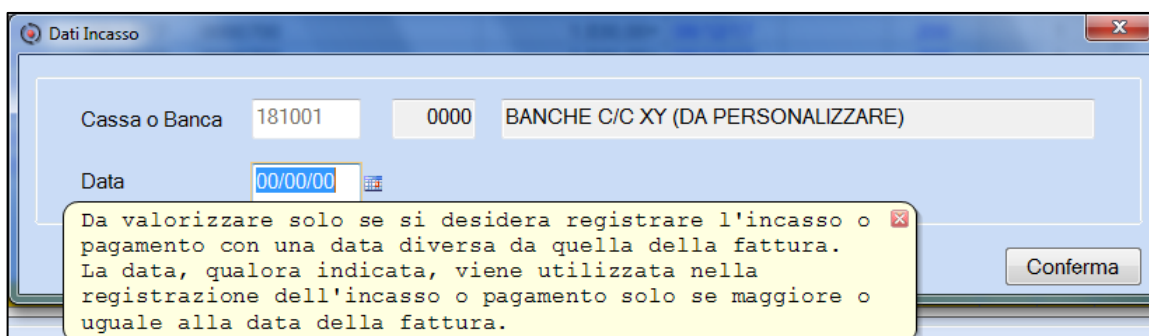 Dati Incasso
Cassa o Banca 181001 0000 BANCHE C/C XY (DA PERSONALIZZARE)
Data 00/00/00
Da valorizzare solo se si desidera registrare l'incasso o
pagamento con una data diversa da quella della fattura.
La data, qualora indicata, viene utilizzata nella
registrazione dell'incasso o pagamento solo se maggiore o
uguale alla data della fattura.
Conferma